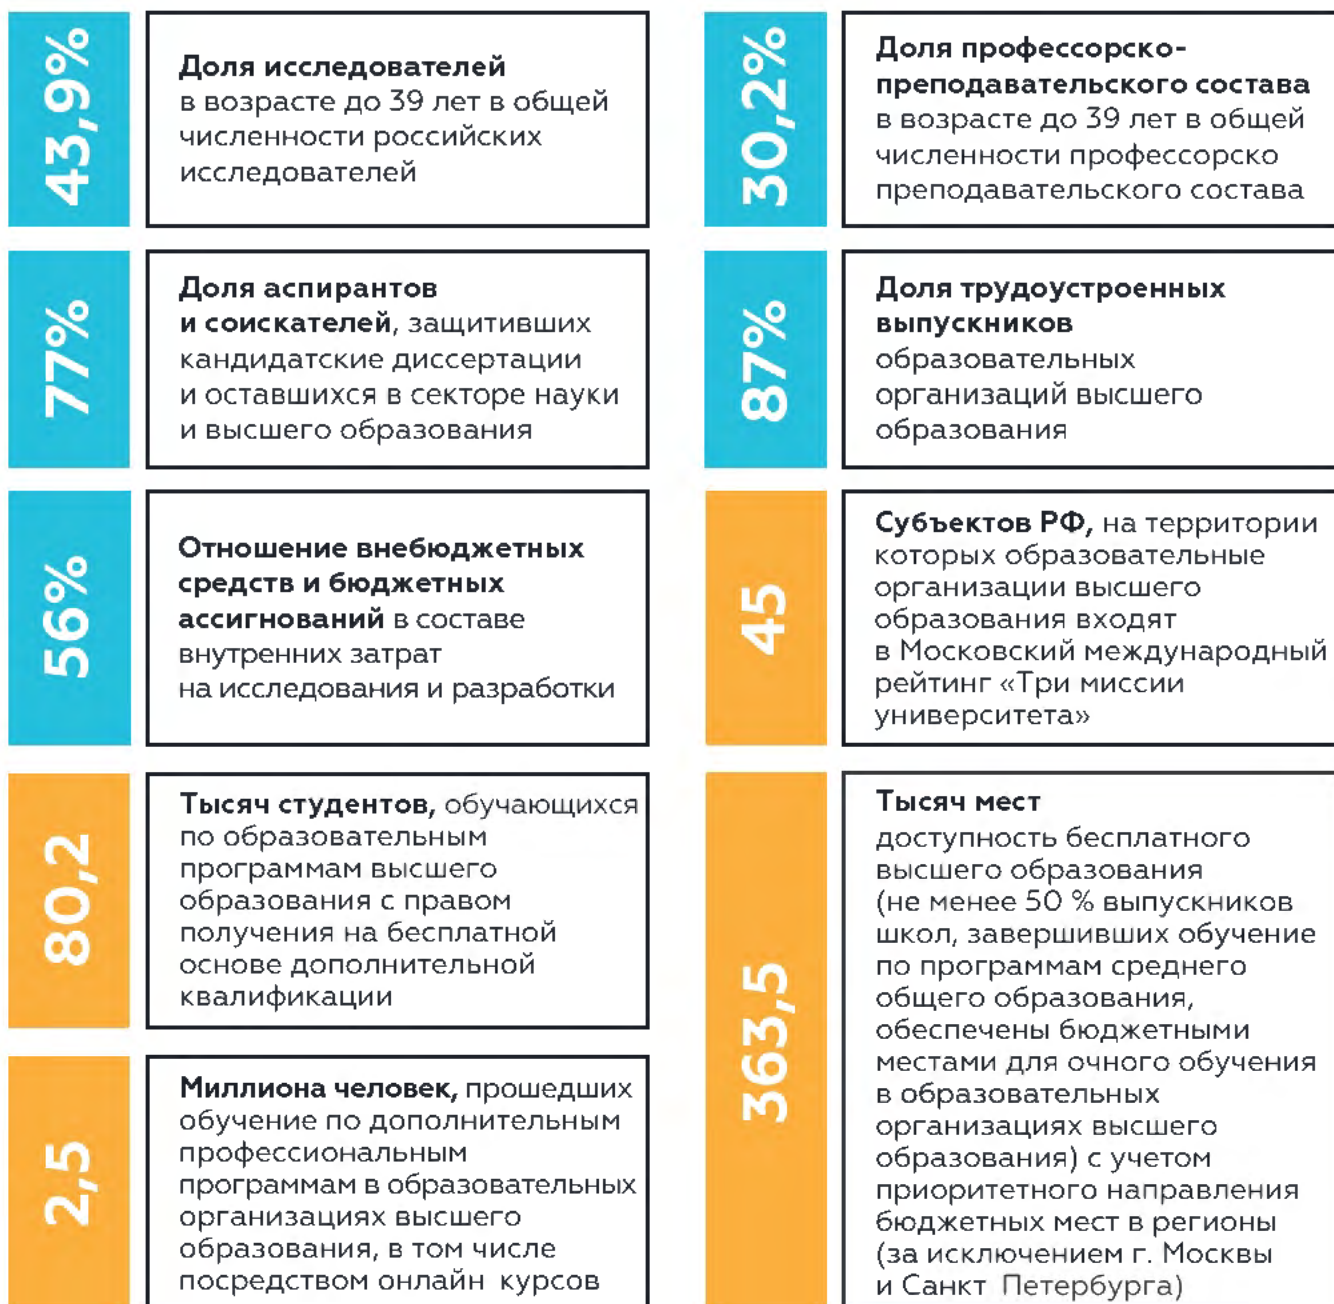 43,9%
Доля исследователей
в возрасте до 39 лет в общей
численности российских
исследователей
30,2%
Доля профессорско-
преподавательского состава
в возрасте до 39 лет в общей
численности профессорско
преподавательского состава
77%
Доля аспирантов
и соискателей, защитивших
кандидатские диссертации
и оставшихся в секторе науки
и высшего образования
87%
Доля трудоустроенных
выпускников
образовательных
организаций высшего
образования
56%
Отношение внебюджетных
средств и бюджетных
ассигнований в составе
внутренних затрат
на исследования и разработки
45
Субъектов РФ, на территории
которых образовательные
организации высшего
образования входят
в Московский международный
рейтинг «Три миссии
университета»
80,2
Тысяч студентов, обучающихся
по образовательным
программам высшего
образования с правом
получения на бесплатной
основе дополнительной
квалификации
363,5
Тысяч мест
доступность бесплатного
высшего образования
(не менее 50 % выпускников
школ, завершивших обучение
по программам среднего
общего образования,
обеспечены бюджетными
местами для очного обучения
в образовательных
организациях высшего
образования) с учетом
приоритетного направления
бюджетных мест в регионы
(за исключением г. Москвы
и Санкт Петербурга)
2,5
Миллиона человек, прошедших
обучение по дополнительным
профессиональным
программам в образовательных
организациях высшего
образования, в том числе
посредством онлайн курсов